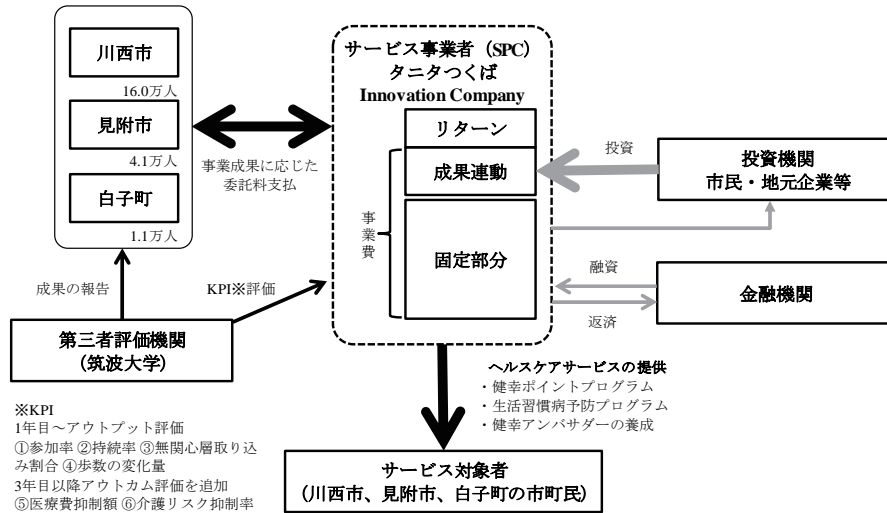 川西市
16.0万人
見附市
4.1万人
白子町
1.1万人
事業成果に応じた
委託料支払
サービス事業者（SPC）
タニタつくば
Innovation Company
リターン
成果連動
固定部分
事業費
投資
投資機関
市民・地元企業等
融資
返済
金融機関
成果の報告
KPI※評価
第三者評価機関
(筑波大学)
ヘルスケアサービスの提供
・健幸ポイントプログラム
・生活習慣病予防プログラム
・健幸アンバサダーの養成
サービス対象者
（川西市、見附市、白子町の市町民）
※KPI
1年目～アウトプット評価
①参加率 ②持続率 ③無関心層取り込
み割合 ④歩数の変化量
3年目以降アウトカム評価を追加
⑤医療費抑制額 ⑥介護リスク抑制率